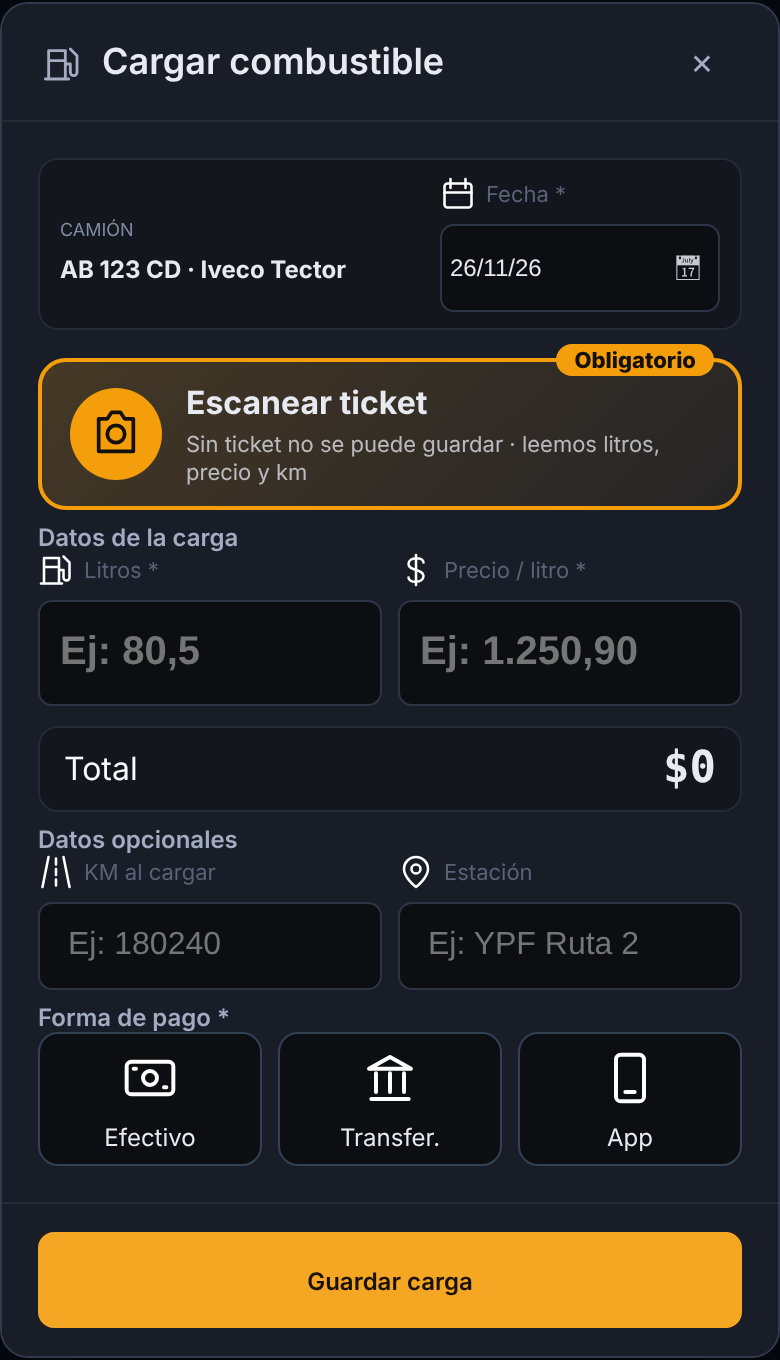 Cargar combustible
CAMIÓN
AB 123 CD · Iveco Tector
Fecha *
26/11/26
July
17
Obligatorio
Escanear ticket
Sin ticket no se puede guardar · leemos litros,
precio y km
Datos de la carga
Litros *
Precio / litro *
Ej: 80,5
Ej: 1.250,90
Total
$0
Datos opcionales
KM al cargar
Estación
Ej: 180240
Ej: YPF Ruta 2
Forma de pago *
Efectivo
Transfer.
App
Guardar carga